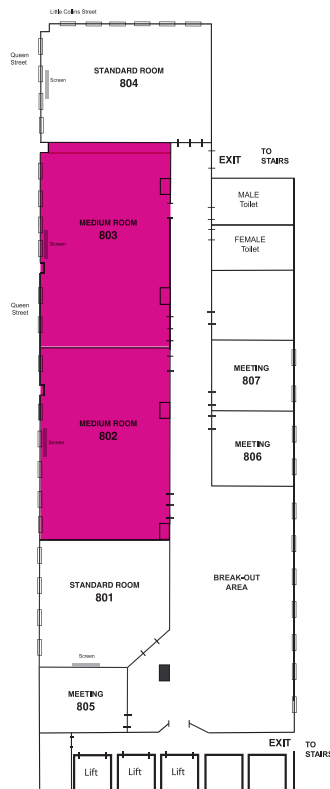 Little Collins Street
Queen
Street
Screen
STANDARD ROOM
804
EXIT
TO
STAIRS
MALE
Toilet
FEMALE
Toilet
MEDIUM ROOM
803
Screen
Queen
Street
MEETING
807
MEDIUM ROOM
802
Screen
MEETING
806
STANDARD ROOM
801
BREAK-OUT
AREA
Screen
MEETING
805
EXIT
TO
STAIRS
Lift
Lift
Lift